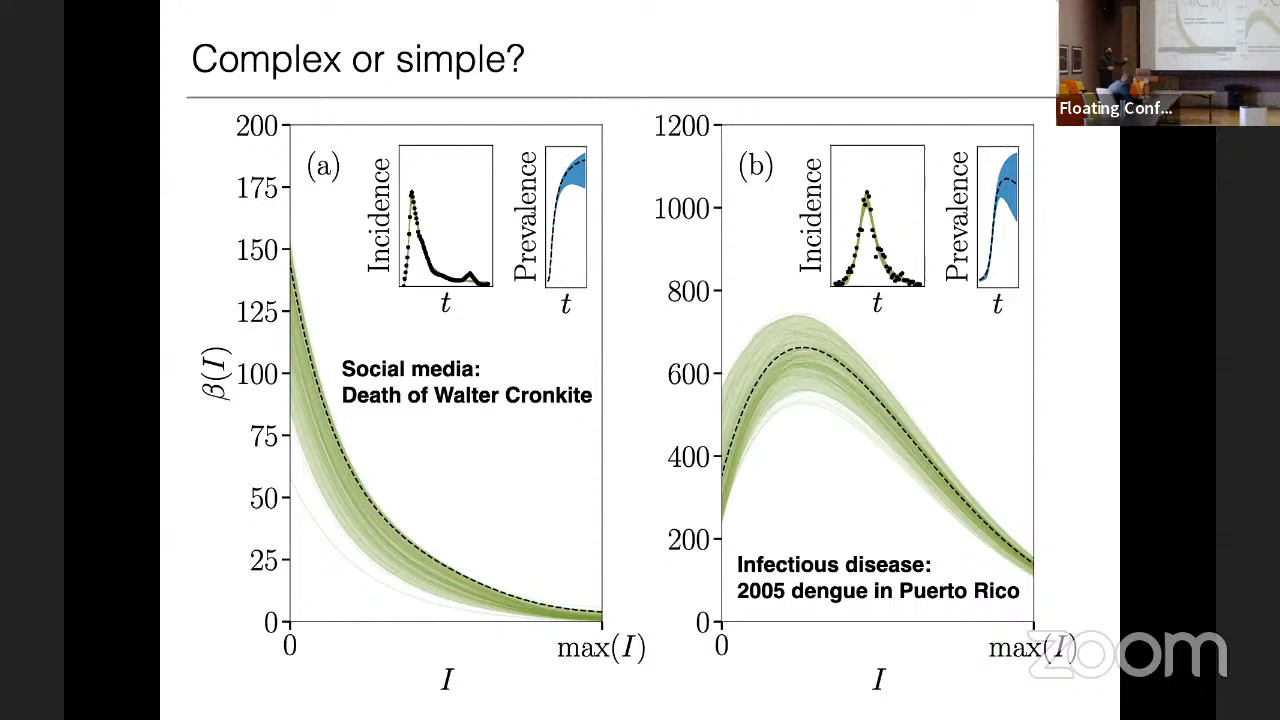 Complex or simple?
Floating Conf...
200
175
150
125
100
75
50
25
0
β(I)
(a)
Incidence
t
Prevalence
t
Social media:
Death of Walter Cronkite
0
max(I)
I
1200
1000
800
600
400
200
0
(b)
Incidence
t
Prevalence
t
Infectious disease:
2005 dengue in Puerto Rico
0
max(I)
I
zoom